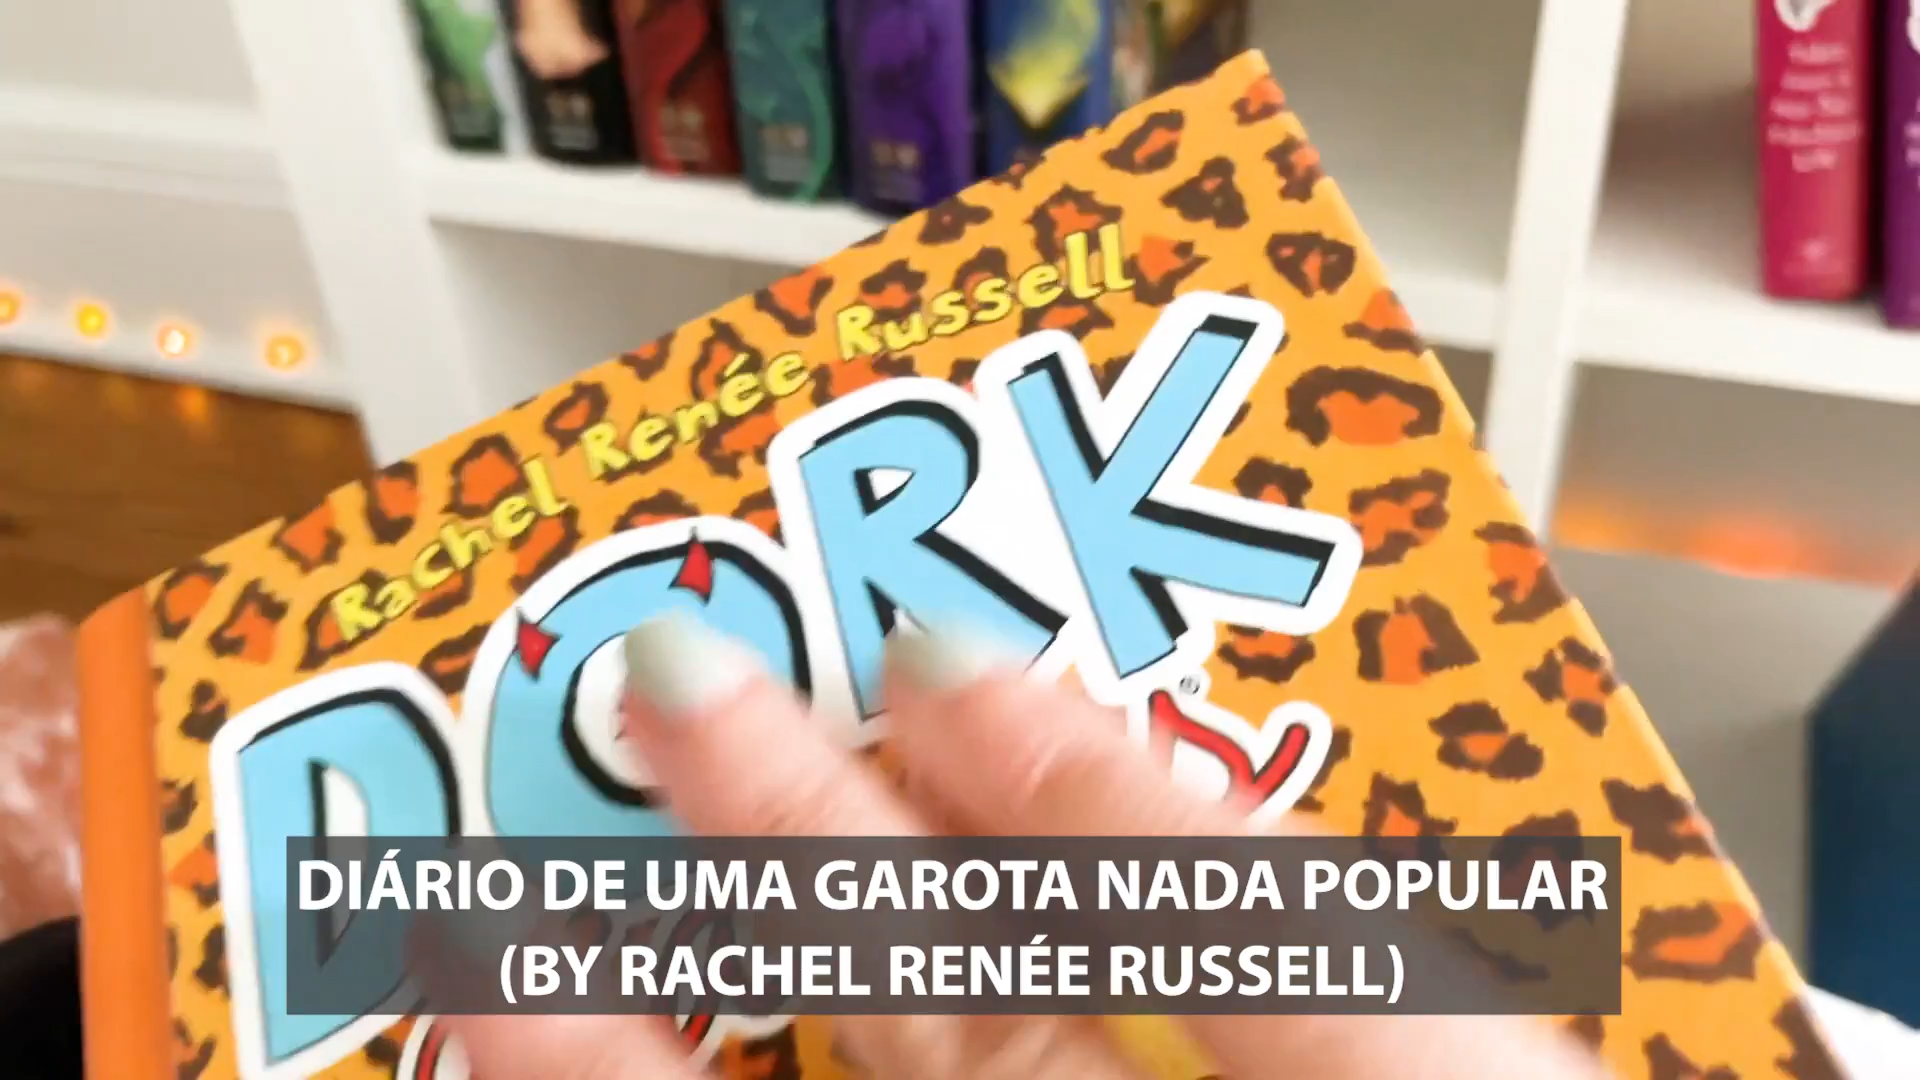 Rachel Renée Russell
DORK
DIÁRIO DE UMA GAROTA NADA POPULAR
(BY RACHEL RENÉE RUSSELL)